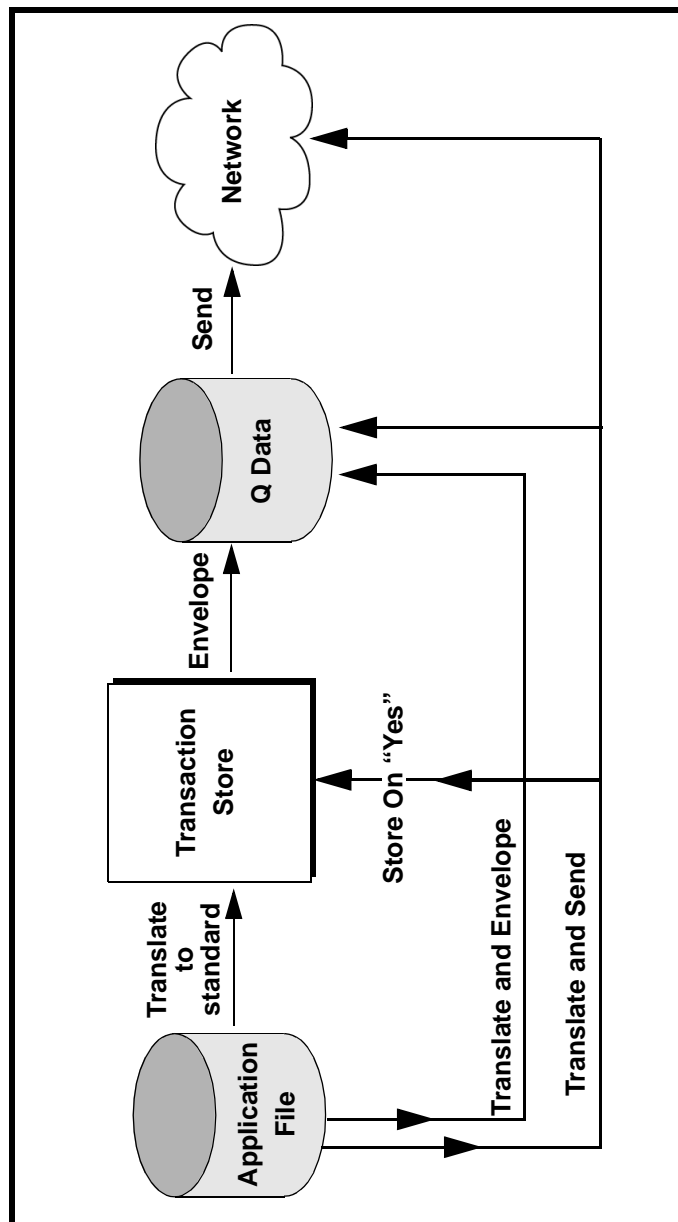 Application
File
Translate
to
standard
Transaction
Store
Envelope
Q Data
Send
Network
Store On “Yes”
Translate and Envelope
Translate and Send